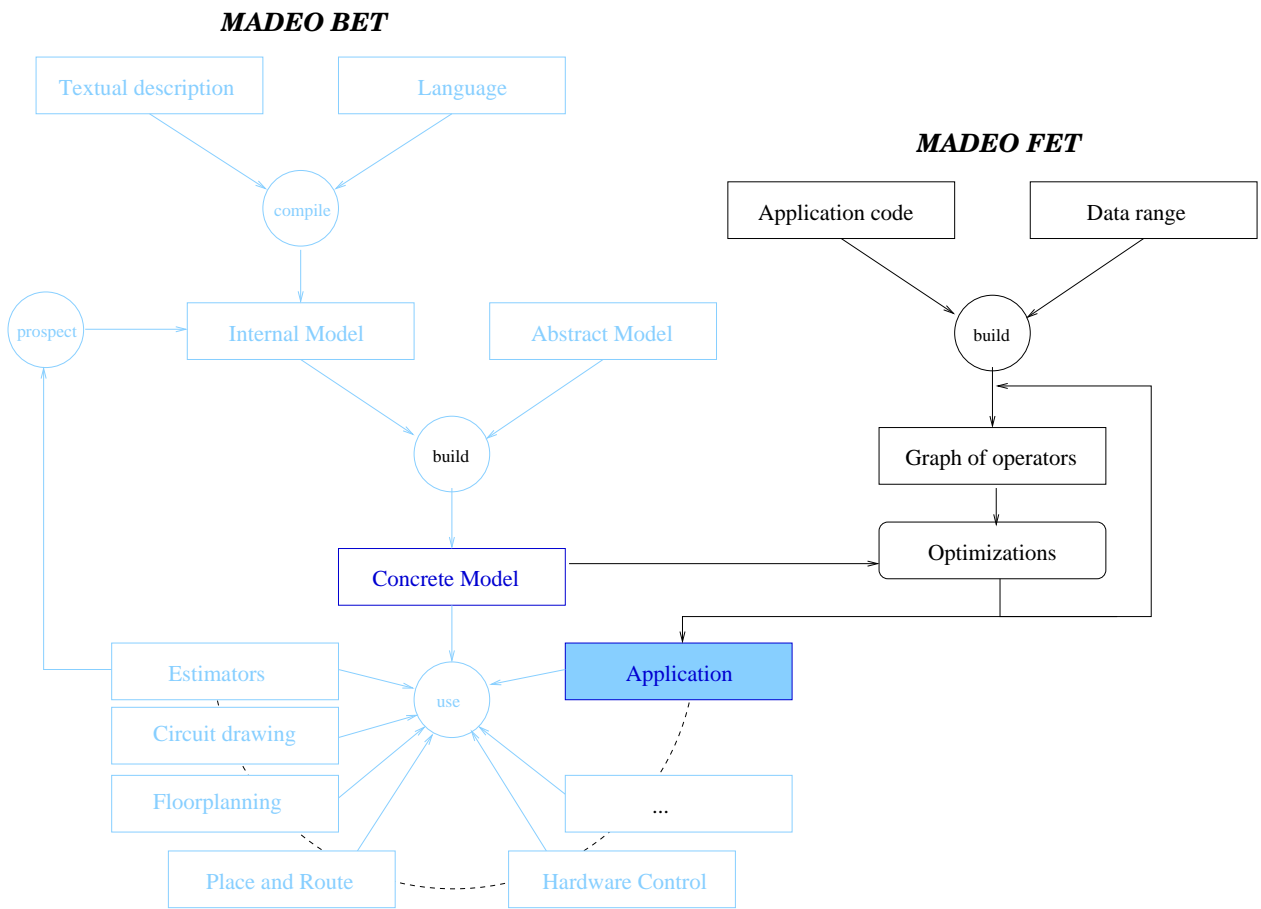 MADEO BET
Textual description
Language
MADEO FET
Application code
Data range
compile
prospect
Internal Model
Abstract Model
build
build
Graph of operators
Optimizations
Concrete Model
Estimators
Application
use
Circuit drawing
Floorplanning
...
Place and Route
Hardware Control